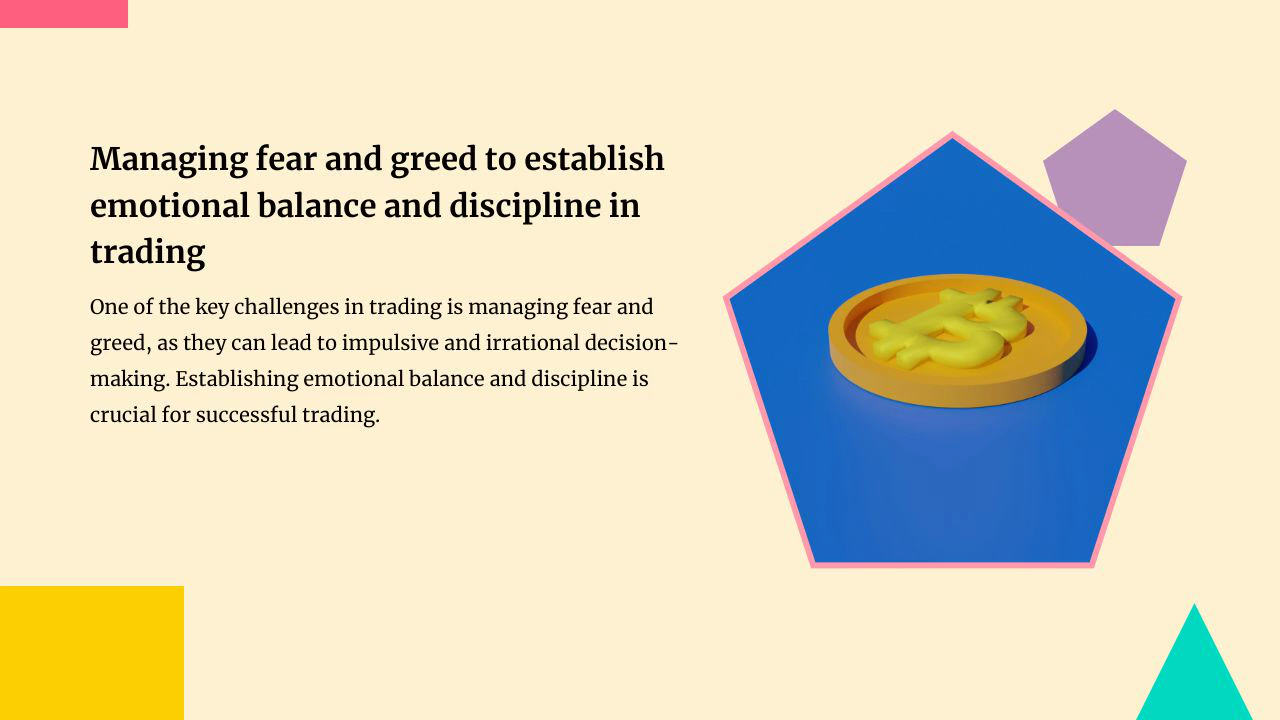 Managing fear and greed to establish
emotional balance and discipline in
trading
One of the key challenges in trading is managing fear and
greed, as they can lead to impulsive and irrational decision-
making. Establishing emotional balance and discipline is
crucial for successful trading.